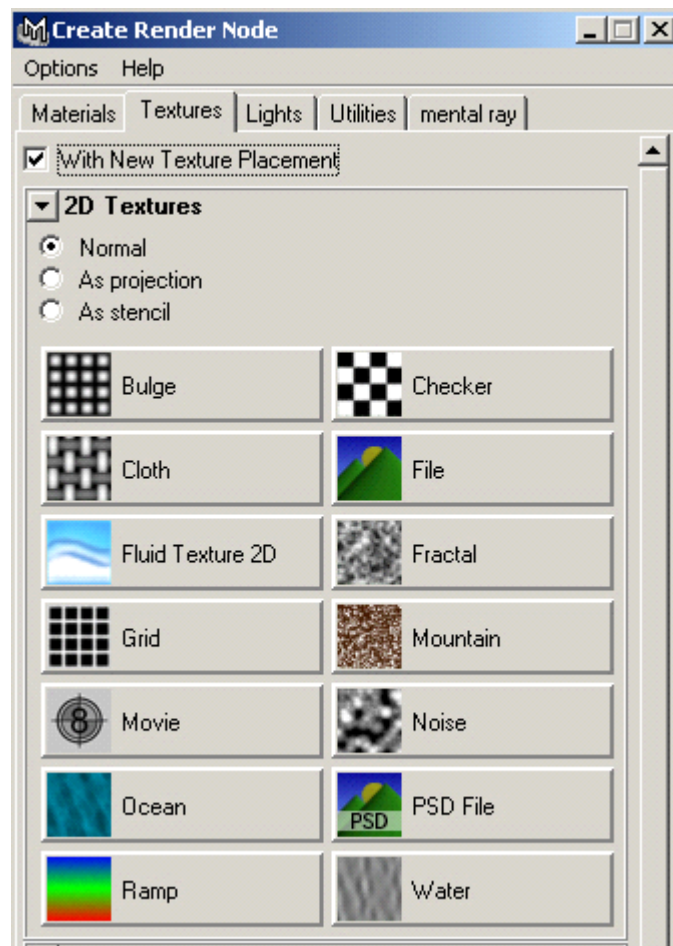 Create Render Node
Options Help
Materials Textures Lights Utilities mental ray
With New Texture Placement
2D Textures
Normal
As projection
As stencil
Bulge Checker
Cloth File
Fluid Texture 2D Fractal
Grid Mountain
8 Movie Noise
Ocean PSD PSD File
Ramp Water